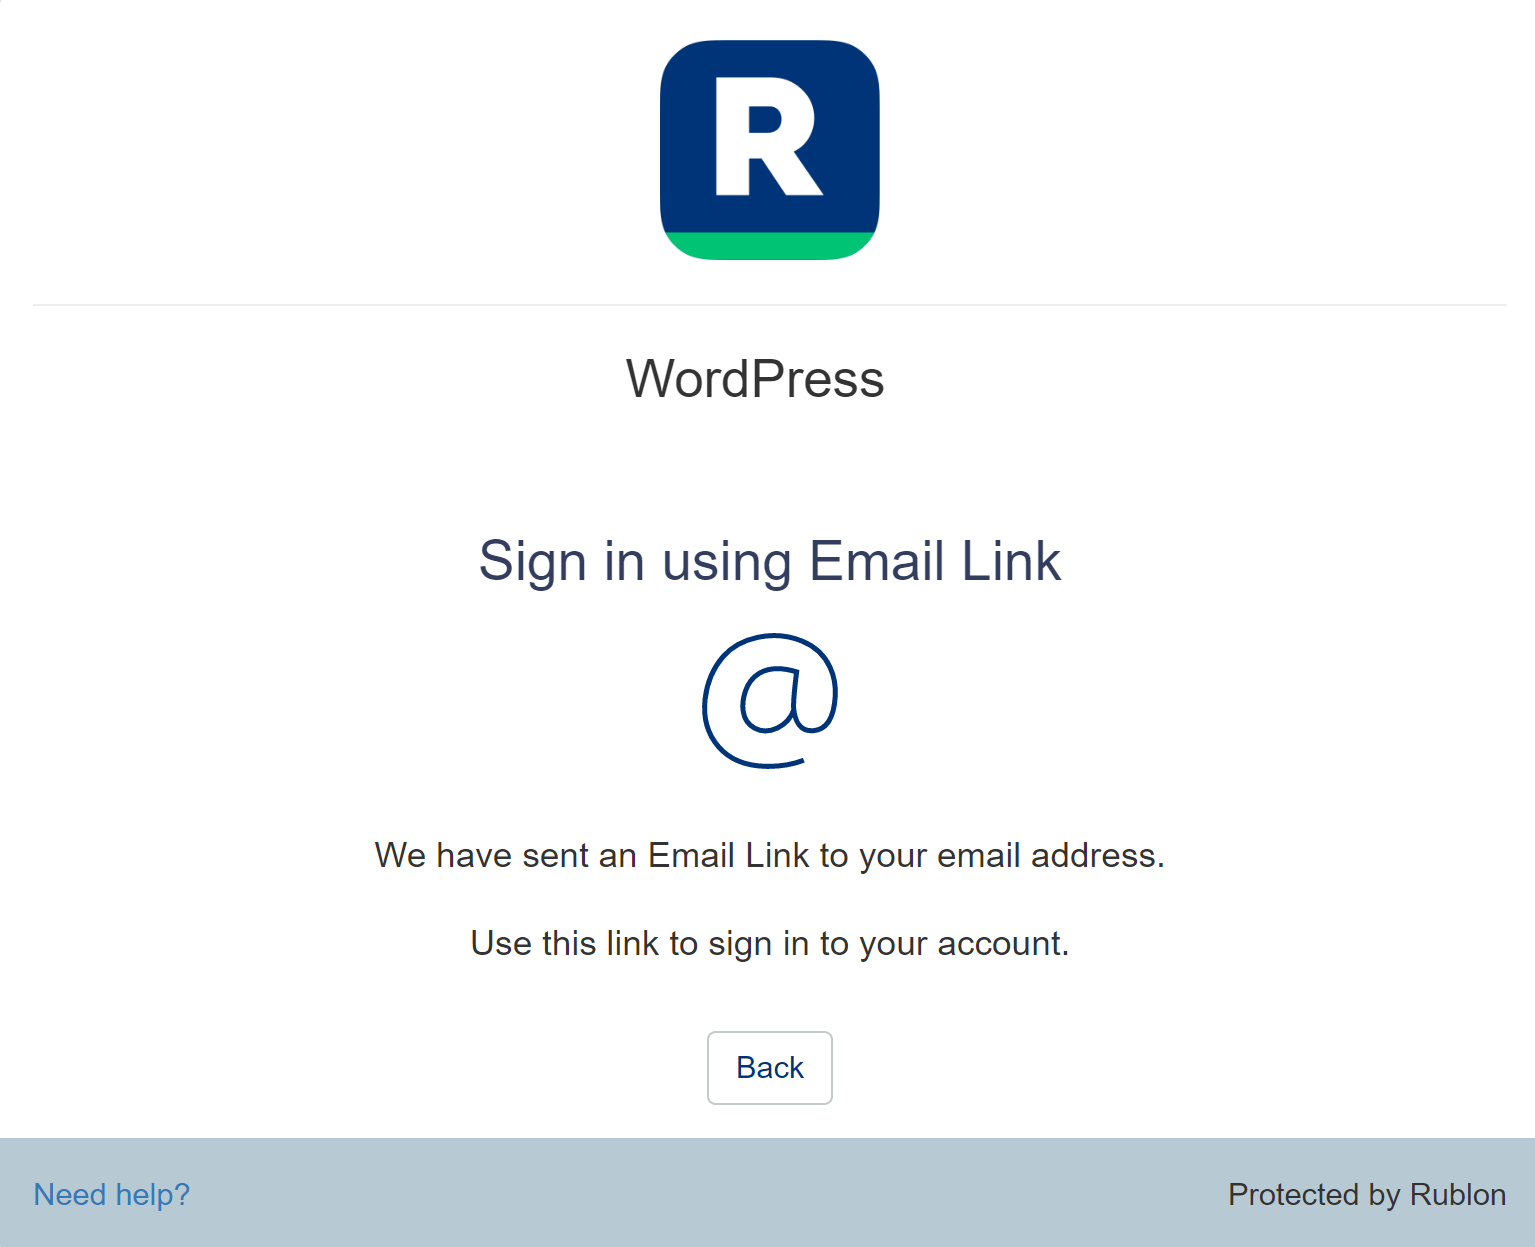 R
WordPress
Sign in using Email Link
@
We have sent an Email Link to your email address.
Use this link to sign in to your account.
Back
Need help?
Protected by Rublon